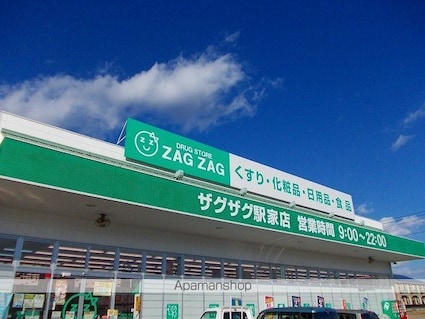 DRUG STORE
ZAG ZAG
くすり・化粧品・日用品・食品
ザグザグ駅家店 営業時間 9:00~22:00
Apamanshop